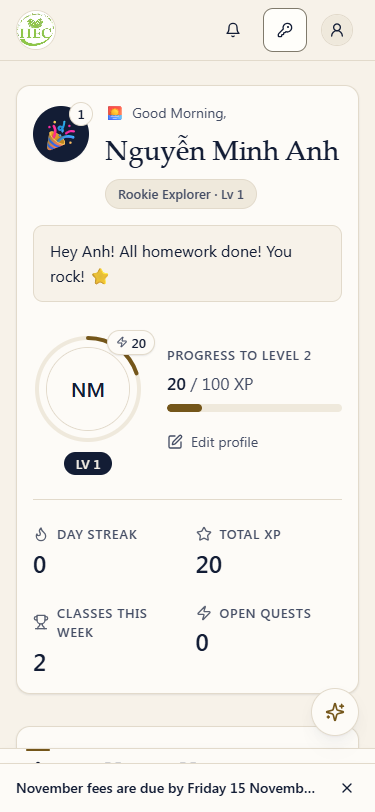 HEC
1
Good Morning,
Nguyễn Minh Anh
Rookie Explorer · Lv 1
Hey Anh! All homework done! You
rock! ⭐
20
NM
LV 1
PROGRESS TO LEVEL 2
20 / 100 XP
Edit profile
DAY STREAK
0
TOTAL XP
20
CLASSES THIS
WEEK
2
OPEN QUESTS
0
November fees are due by Friday 15 Novemb...